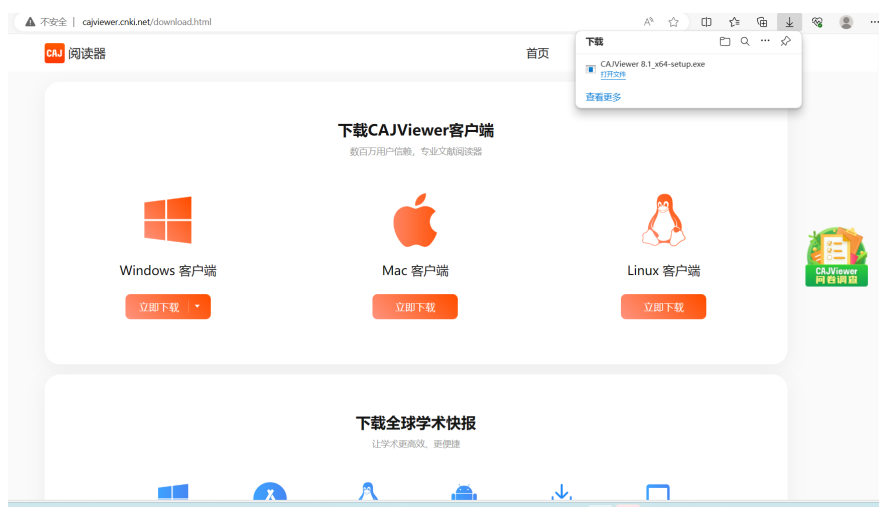 不安全 | cajviewer.cnki.net/download.html
CAJ 阅读器
首页
下载
CAJViewer 8.1_x64-setup.exe
打开文件
查看更多
下载CAJViewer客户端
数百万用户信赖，专业文献阅读器
Windows 客户端
Mac 客户端
Linux 客户端
立即下载
立即下载
立即下载
CAJViewer
问卷调查
下载全球学术快报
让学术更高效、更便捷